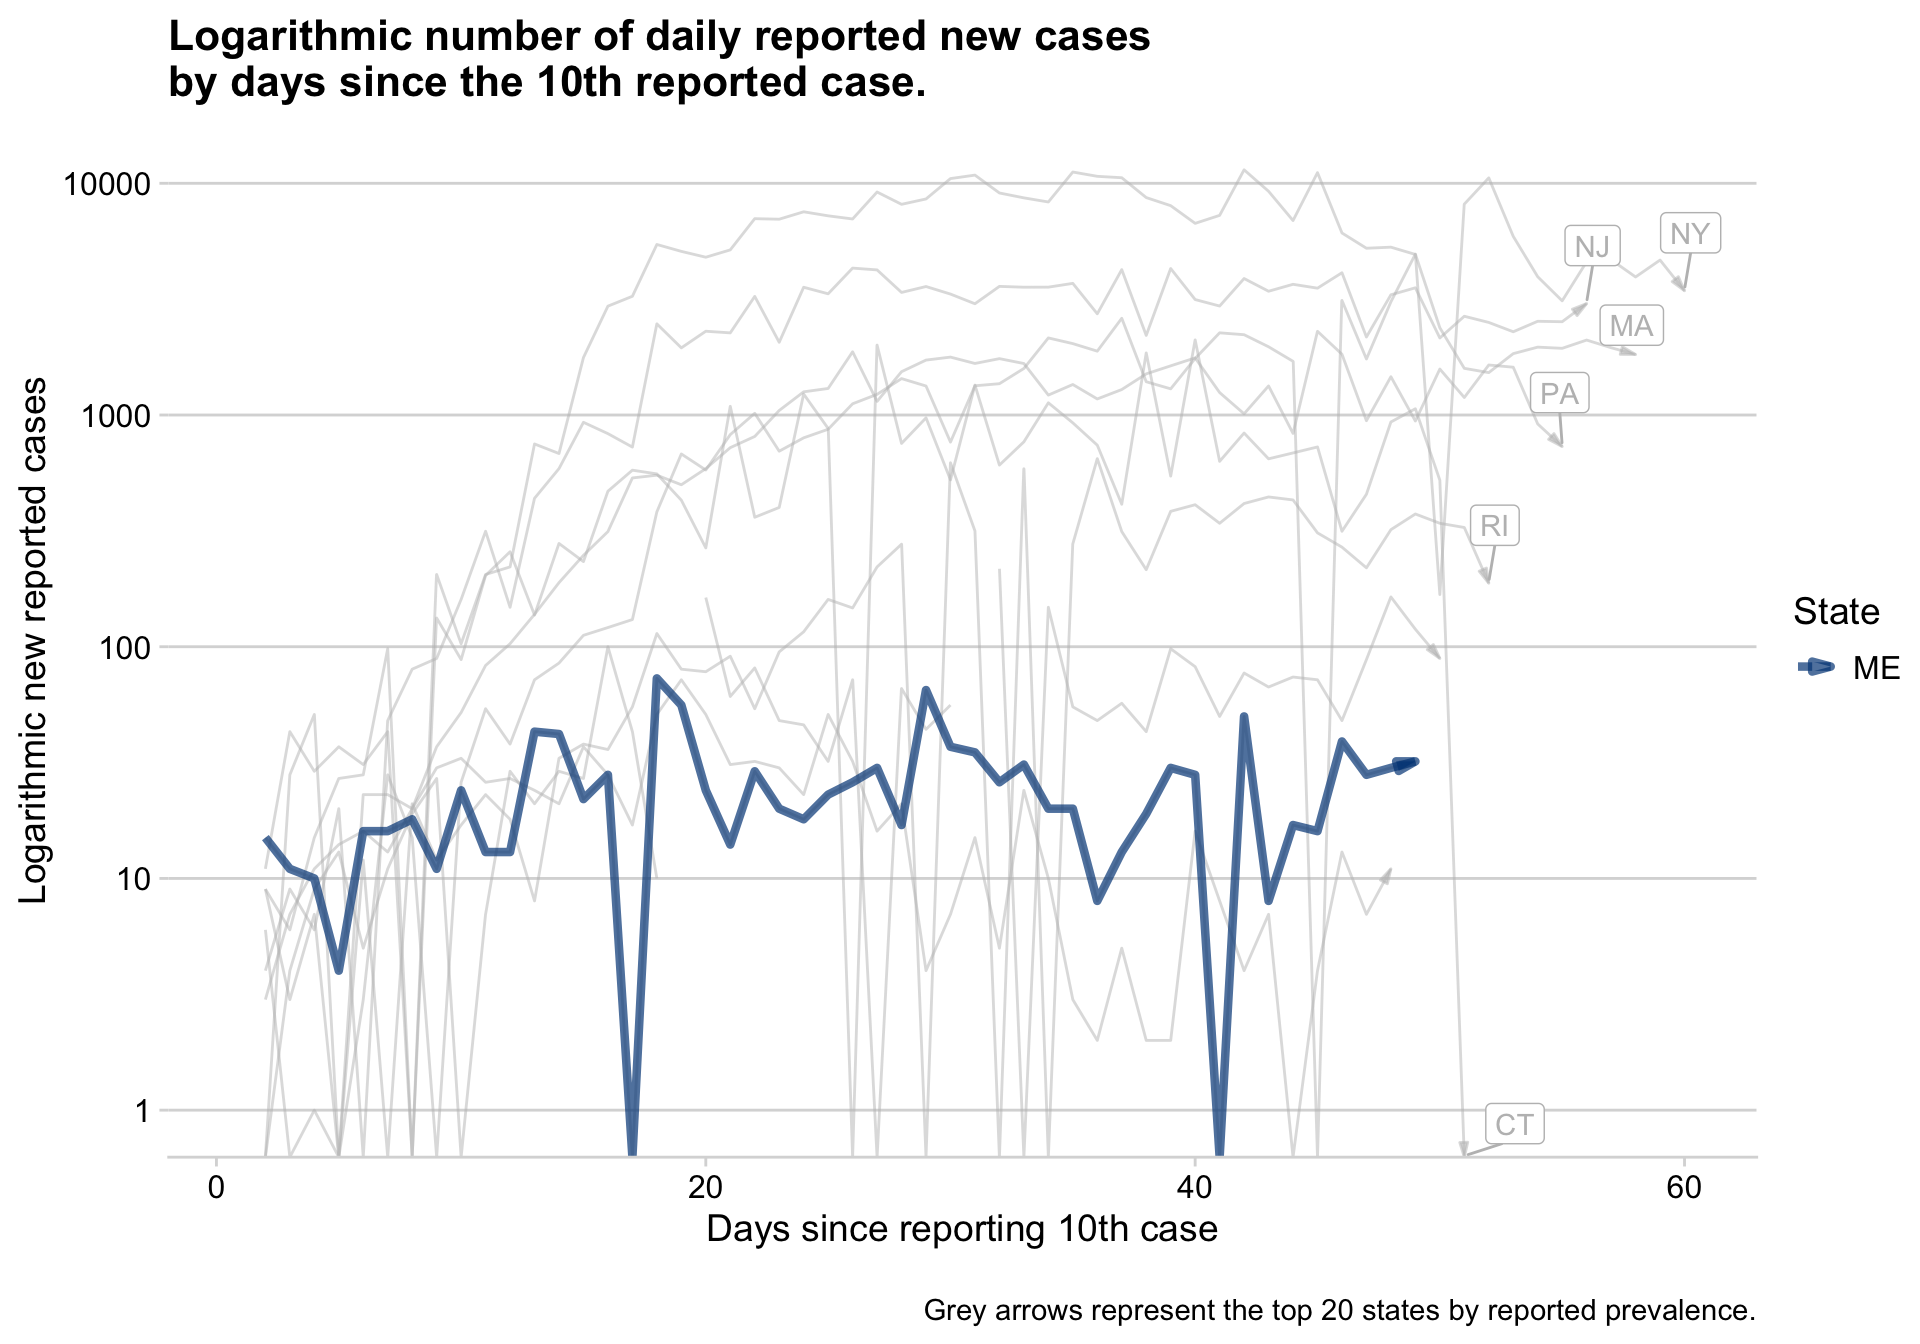 Logarithmic number of daily reported new cases
by days since the 10th reported case.
10000
1000
100
10
1
Logarithmic new reported cases
NJ
NY
MA
PA
RI
CT
State
ME
0
20
40
60
Days since reporting 10th case
Grey arrows represent the top 20 states by reported prevalence.